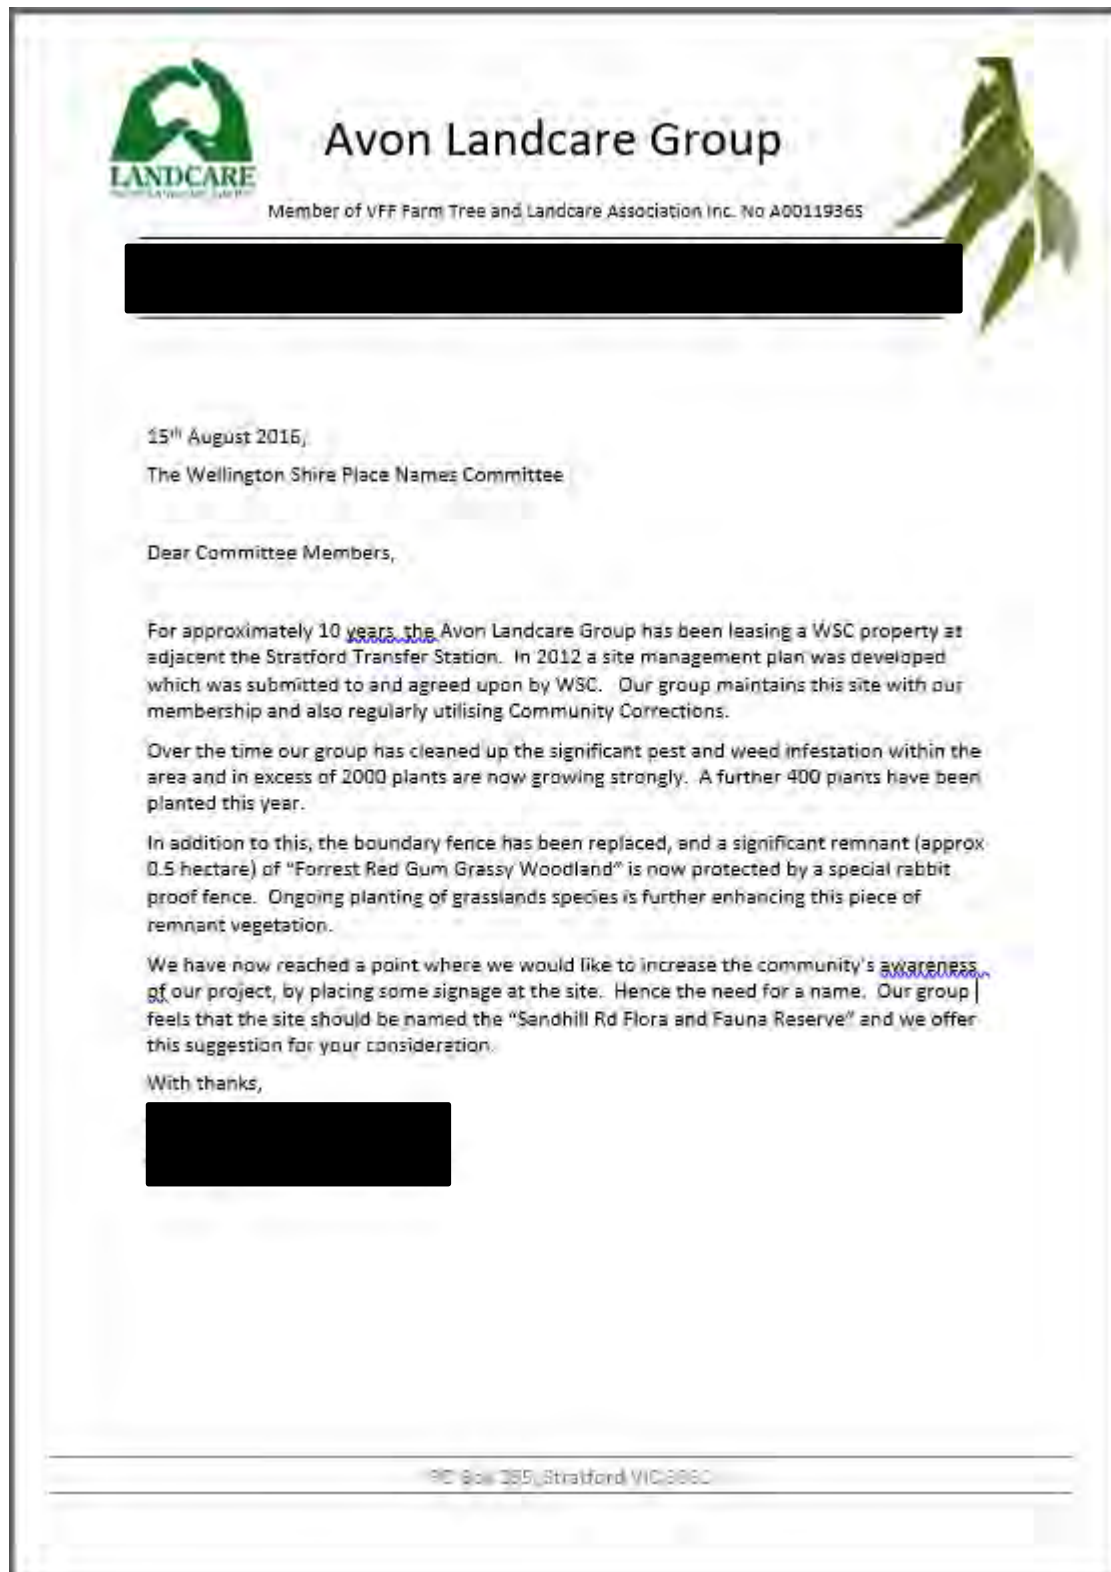 LANDCARE
Avon Landcare Group
Member of VFF Farm Tree and Landcare Association Inc. No A0011936S
15th August 2016,
The Wellington Shire Place Names Committee
Dear Committee Members,
For approximately 10 years, the Avon Landcare Group has been leasing a WSC property at
adjacent the Stratford Transfer Station. In 2012 a site management plan was developed
which was submitted to and agreed upon by WSC. Our group maintains this site with our
membership and also regularly utilising Community Corrections.
Over the time our group has cleaned up the significant pest and weed infestation within the
area and in excess of 2000 plants are now growing strongly. A further 400 plants have been
planted this year.
In addition to this, the boundary fence has been replaced, and a significant remnant (approx
0.5 hectare) of “Forrest Red Gum Grassy Woodland” is now protected by a special rabbit
proof fence. Ongoing planting of grasslands species is further enhancing this piece of
remnant vegetation.
We have now reached a point where we would like to increase the community's awareness
of our project, by placing some signage at the site. Hence the need for a name. Our group
feels that the site should be named the “Sandhill Rd Flora and Fauna Reserve” and we offer
this suggestion for your consideration.
With thanks,
PO Box Stratford VIC